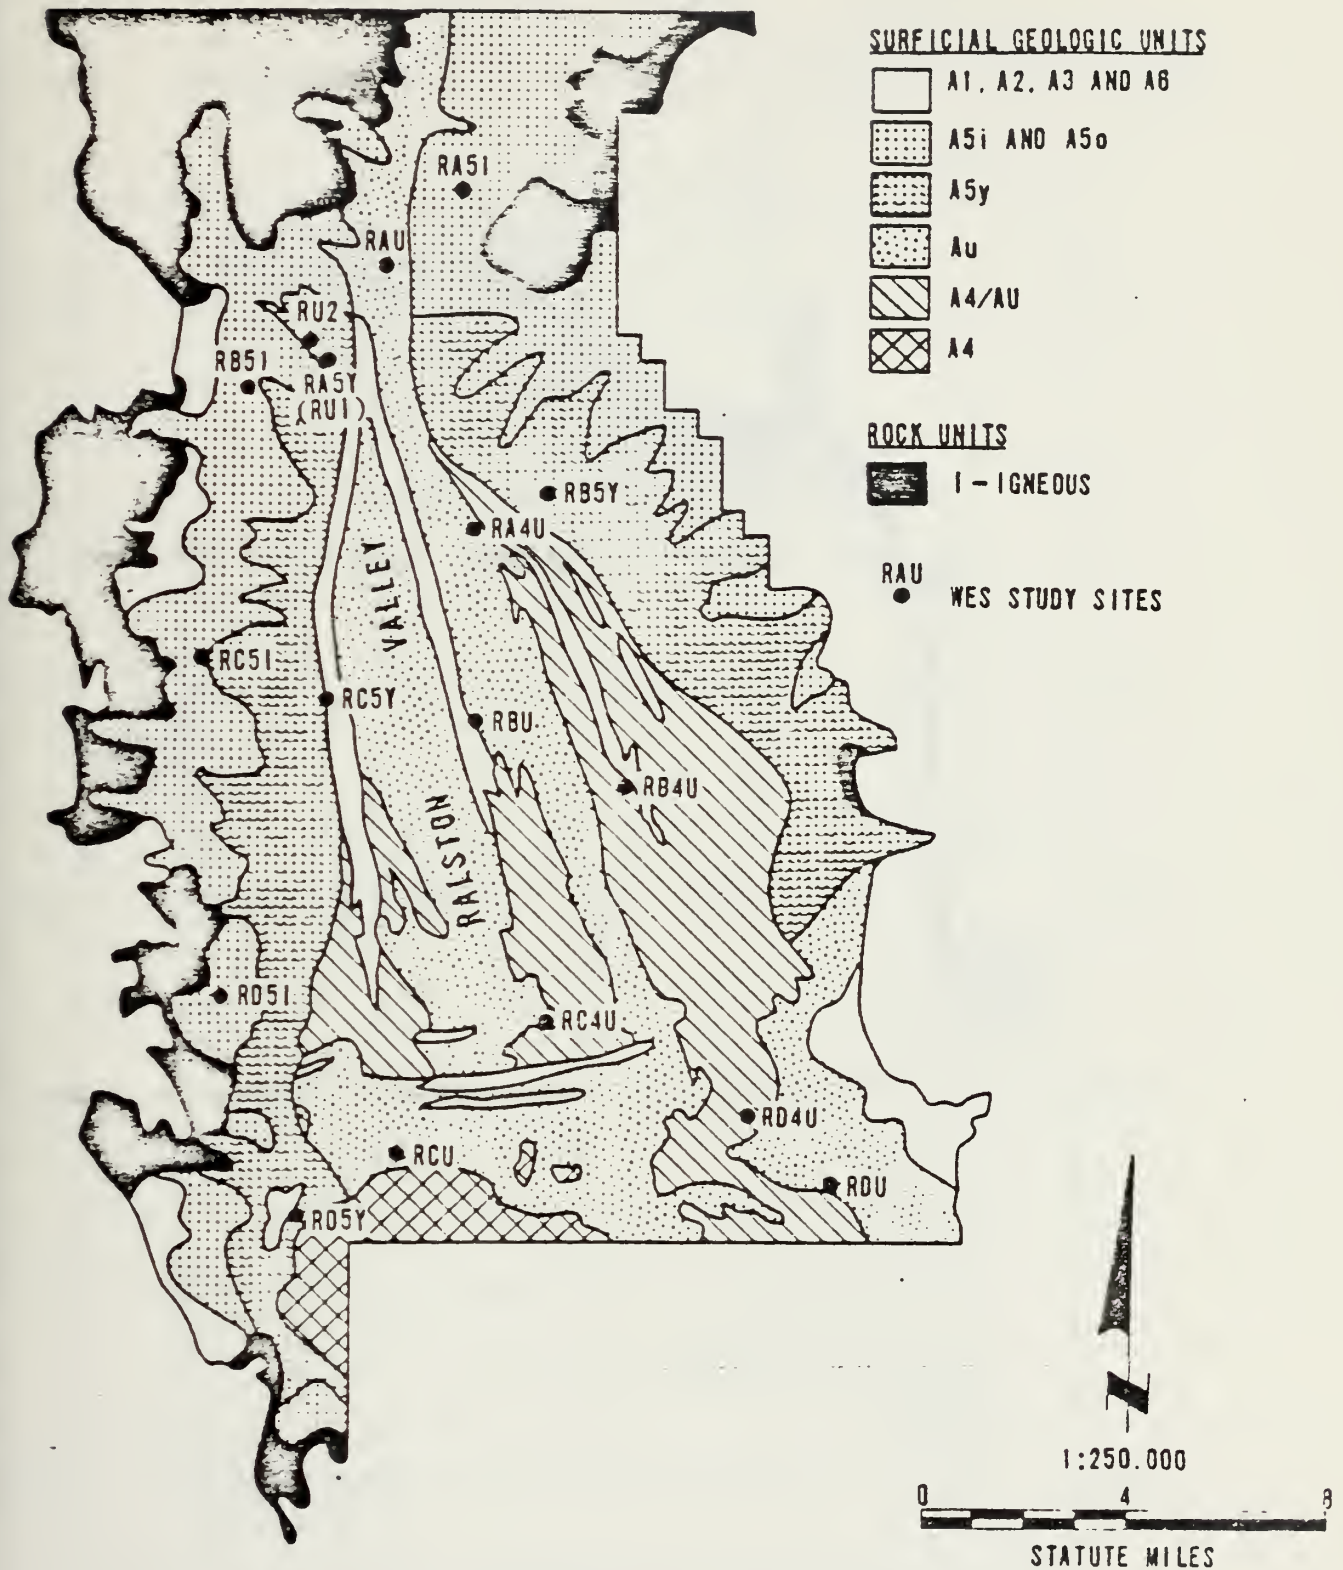 SURFICIAL GEOLOGIC UNITS
A1, A2, A3 AND A6
A5i AND A5o
A5y
Au
A4/AU
A4
ROCK UNITS
I-IGNEOUS
RAU
WES STUDY SITES
RA5I
RAU
RU2
RB5I
RA5Y
(RU1)
RB5Y
RA4U
VALLEY
RC5I
RC5Y
RBU
RB4U
RALSTON
RD5I
RC4U
RD4U
RCU
RDU
RD5Y
N
1:250.000
0 4 8
STATUTE MILES